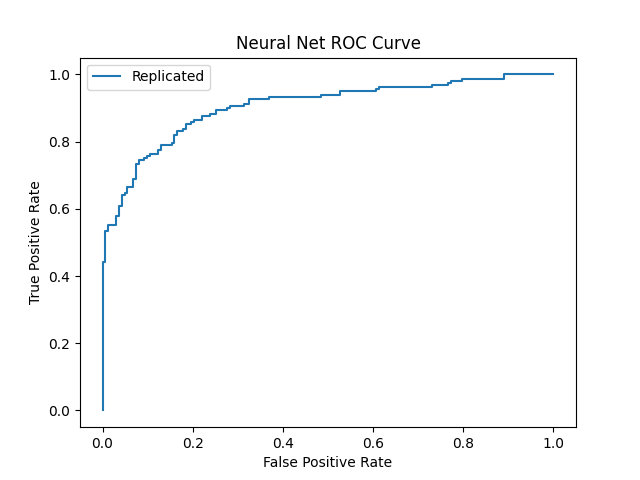 Neural Net ROC Curve
Replicated
1.0
0.8
0.6
0.4
0.2
0.0
True Positive Rate
0.0 0.2 0.4 0.6 0.8 1.0
False Positive Rate